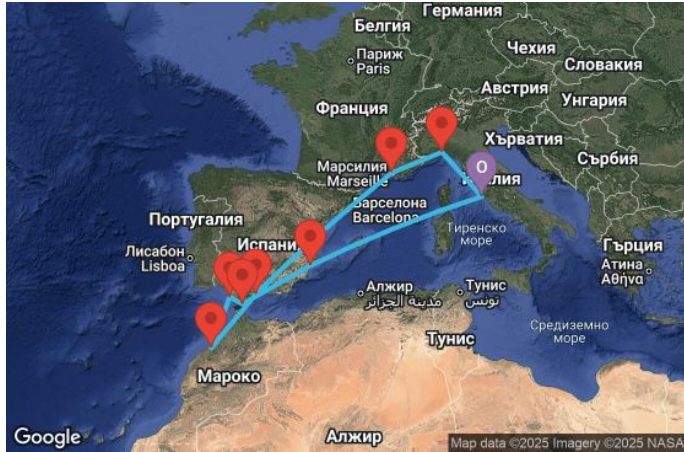 Германия
Белгия
Париж
Paris
Чехия
Словакия
Австрия
Унгария
Франция
Хърватия
Сърбия
Марсилия
Marseille
O
Барселона
Barcelona
Португалия
Тиренско
море
Испани
Лисабон
Lisboa
Гърция
Атина
Αθήνα
Алжир
مدينة الجزائر
Тунис
تونس
Средиземно
море
Тунис
Мароко
Алжир
Google
Map data ©2025 Imagery ©2025 NASA